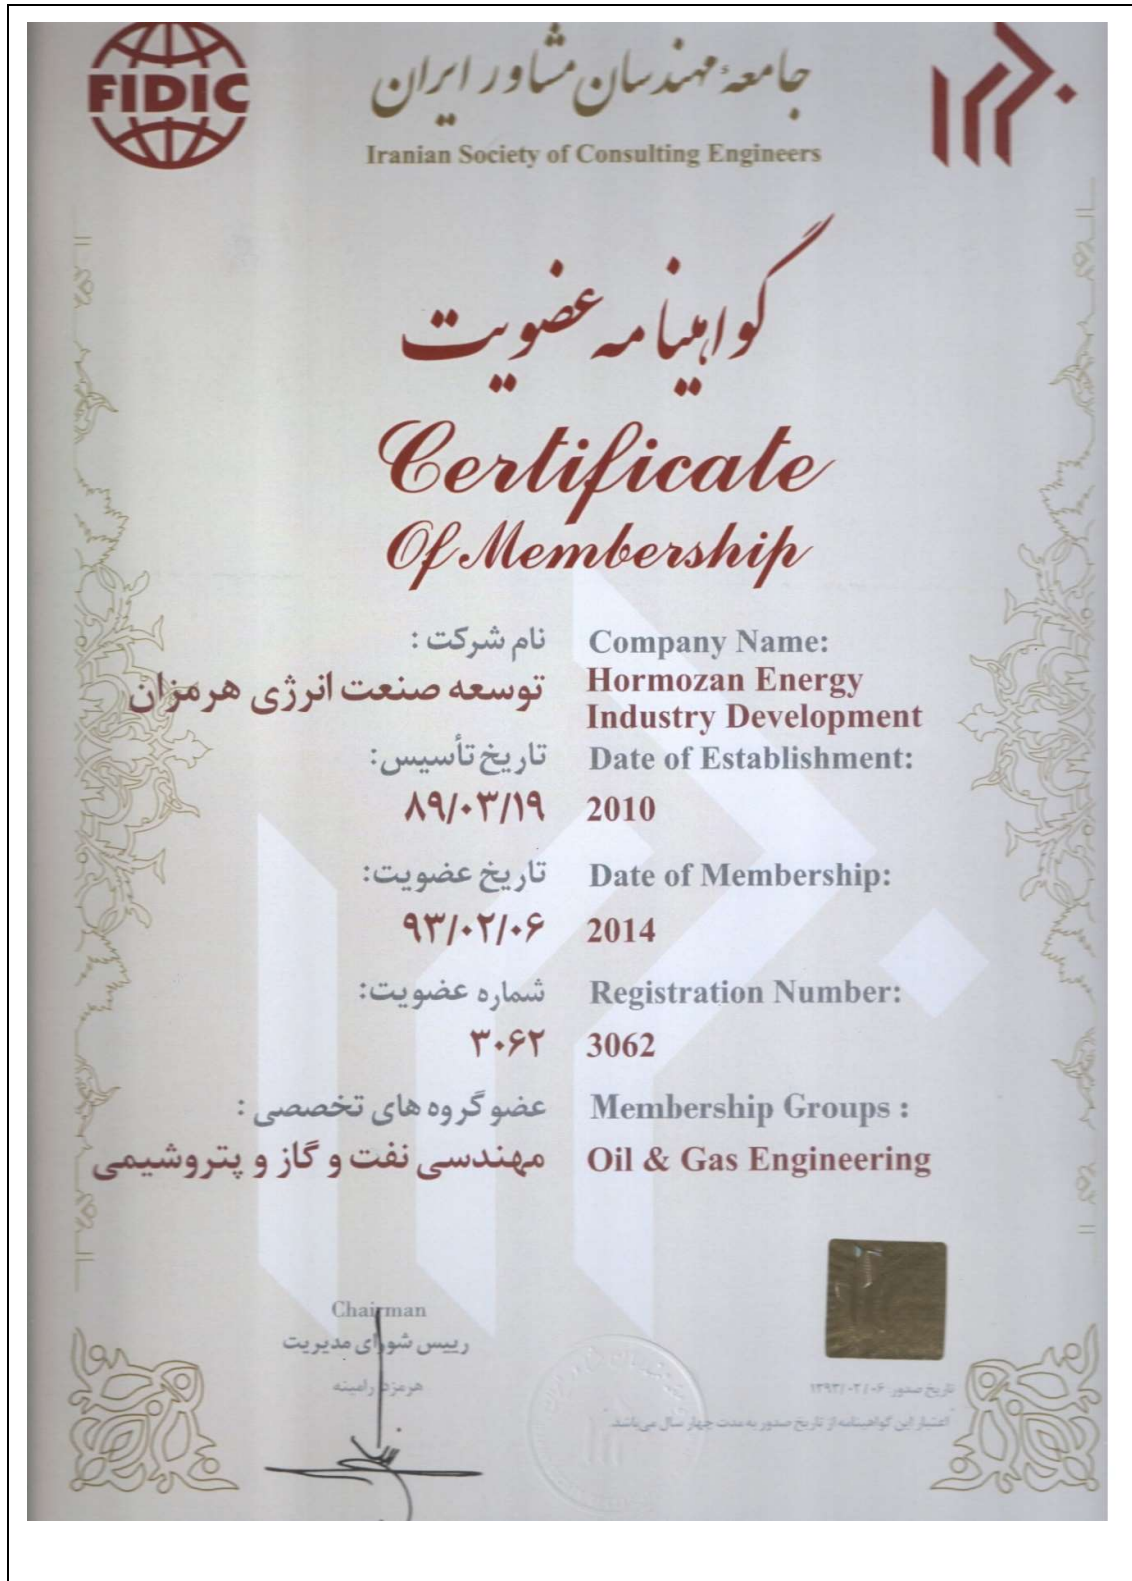 FIDIC
جامعهٔ مهندسان مشاور ایران
Iranian Society of Consulting Engineers
گواهینامه عضویت
Certificate
Of Membership
نام شرکت :
Company Name:
توسعه صنعت انرژی هرمزان
Hormozan Energy
Industry Development
تاریخ تأسیس:
Date of Establishment:
۸۹/۰۳/۱۹
2010
تاریخ عضویت:
Date of Membership:
۹۳/۰۲/۰۶
2014
شماره عضویت:
Registration Number:
۳۰۶۲
3062
عضو گروه های تخصصی :
Membership Groups :
مهندسی نفت و گاز و پتروشیمی
Oil & Gas Engineering
Chairman
رییس شورای مدیریت
هرمزد رامینه
تاریخ صدور: ۱۳۹۳/۰۲/۰۶
اعتبار این گواهینامه از تاریخ صدور به مدت چهار سال می‌باشد.